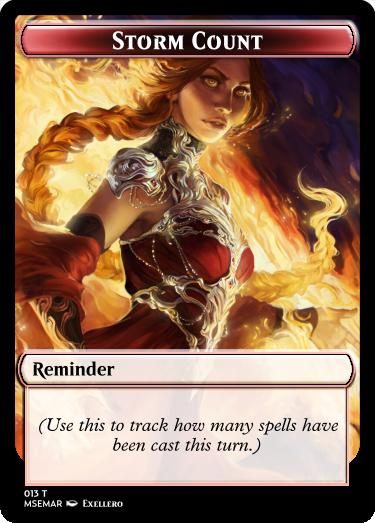 Storm Count
Reminder
(Use this to track how many spells have
been cast this turn.)
013 T
MSEMAR Exellero